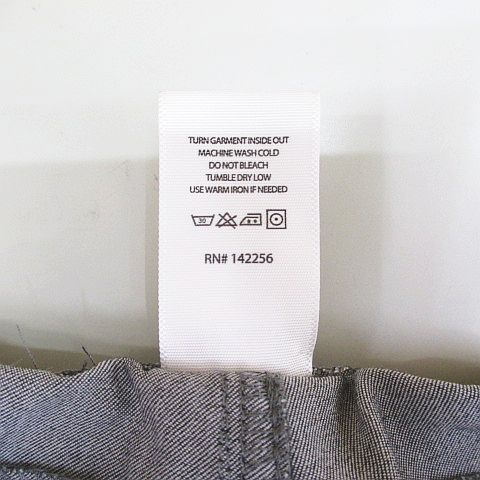 TURN GARMENT INSIDE OUT
MACHINE WASH COLD
DO NOT BLEACH
TUMBLE DRY LOW
USE WARM IRON IF NEEDED
30
RN# 142256